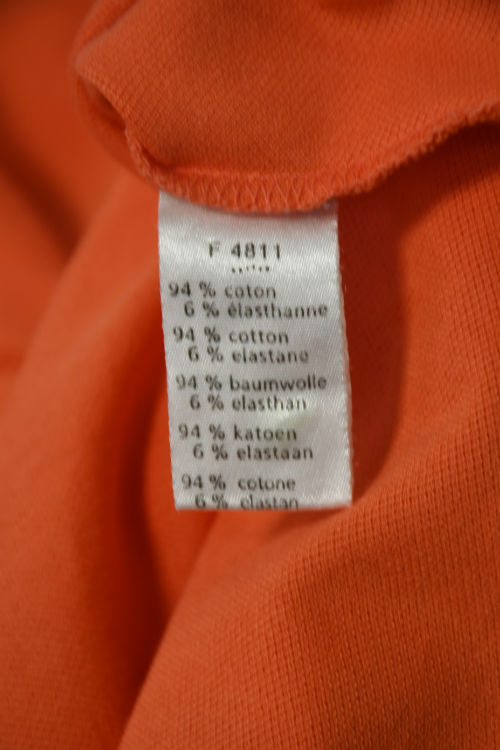 F 4811
94 % coton
6 % élasthanne
94 % cotton
6 % elastane
94 % baumwolle
6 % elasthan
94 % katoen
6 % elastaan
94 % cotone
6 % elastan